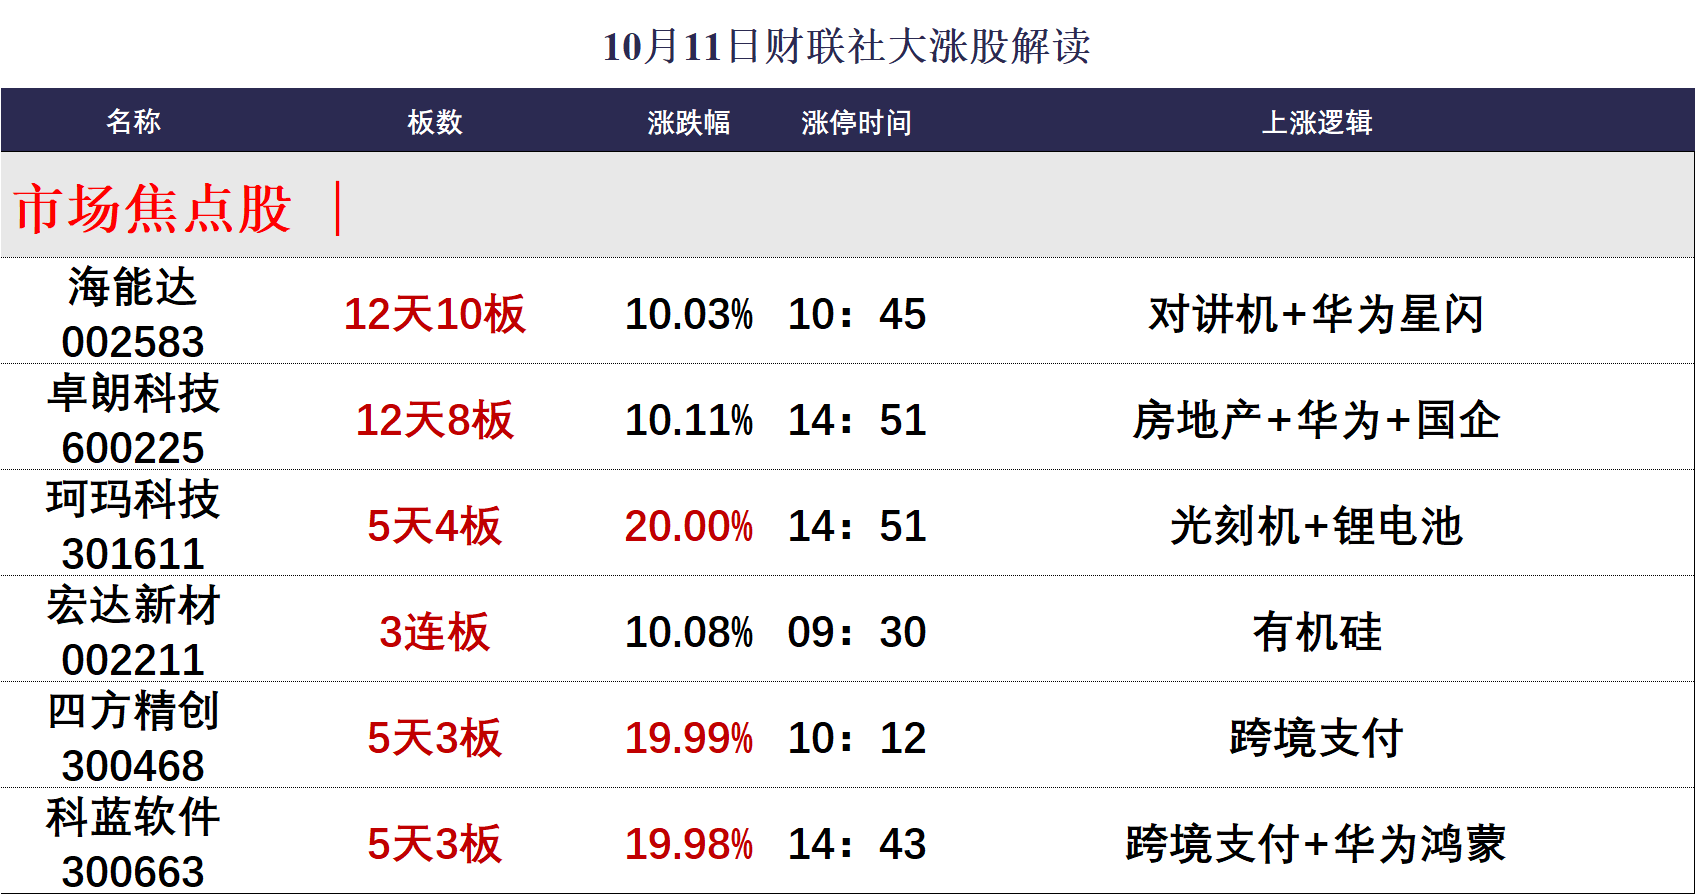 10月11日财联社大涨股解读
名称 板数 涨跌幅 涨停时间 上涨逻辑
市场焦点股 |
海能达
002583 12天10板 10.03% 10：45 对讲机+华为星闪
卓朗科技
600225 12天8板 10.11% 14：51 房地产+华为+国企
珂玛科技
301611 5天4板 20.00% 14：51 光刻机+锂电池
宏达新材
002211 3连板 10.08% 09：30 有机硅
四方精创
300468 5天3板 19.99% 10：12 跨境支付
科蓝软件
300663 5天3板 19.98% 14：43 跨境支付+华为鸿蒙